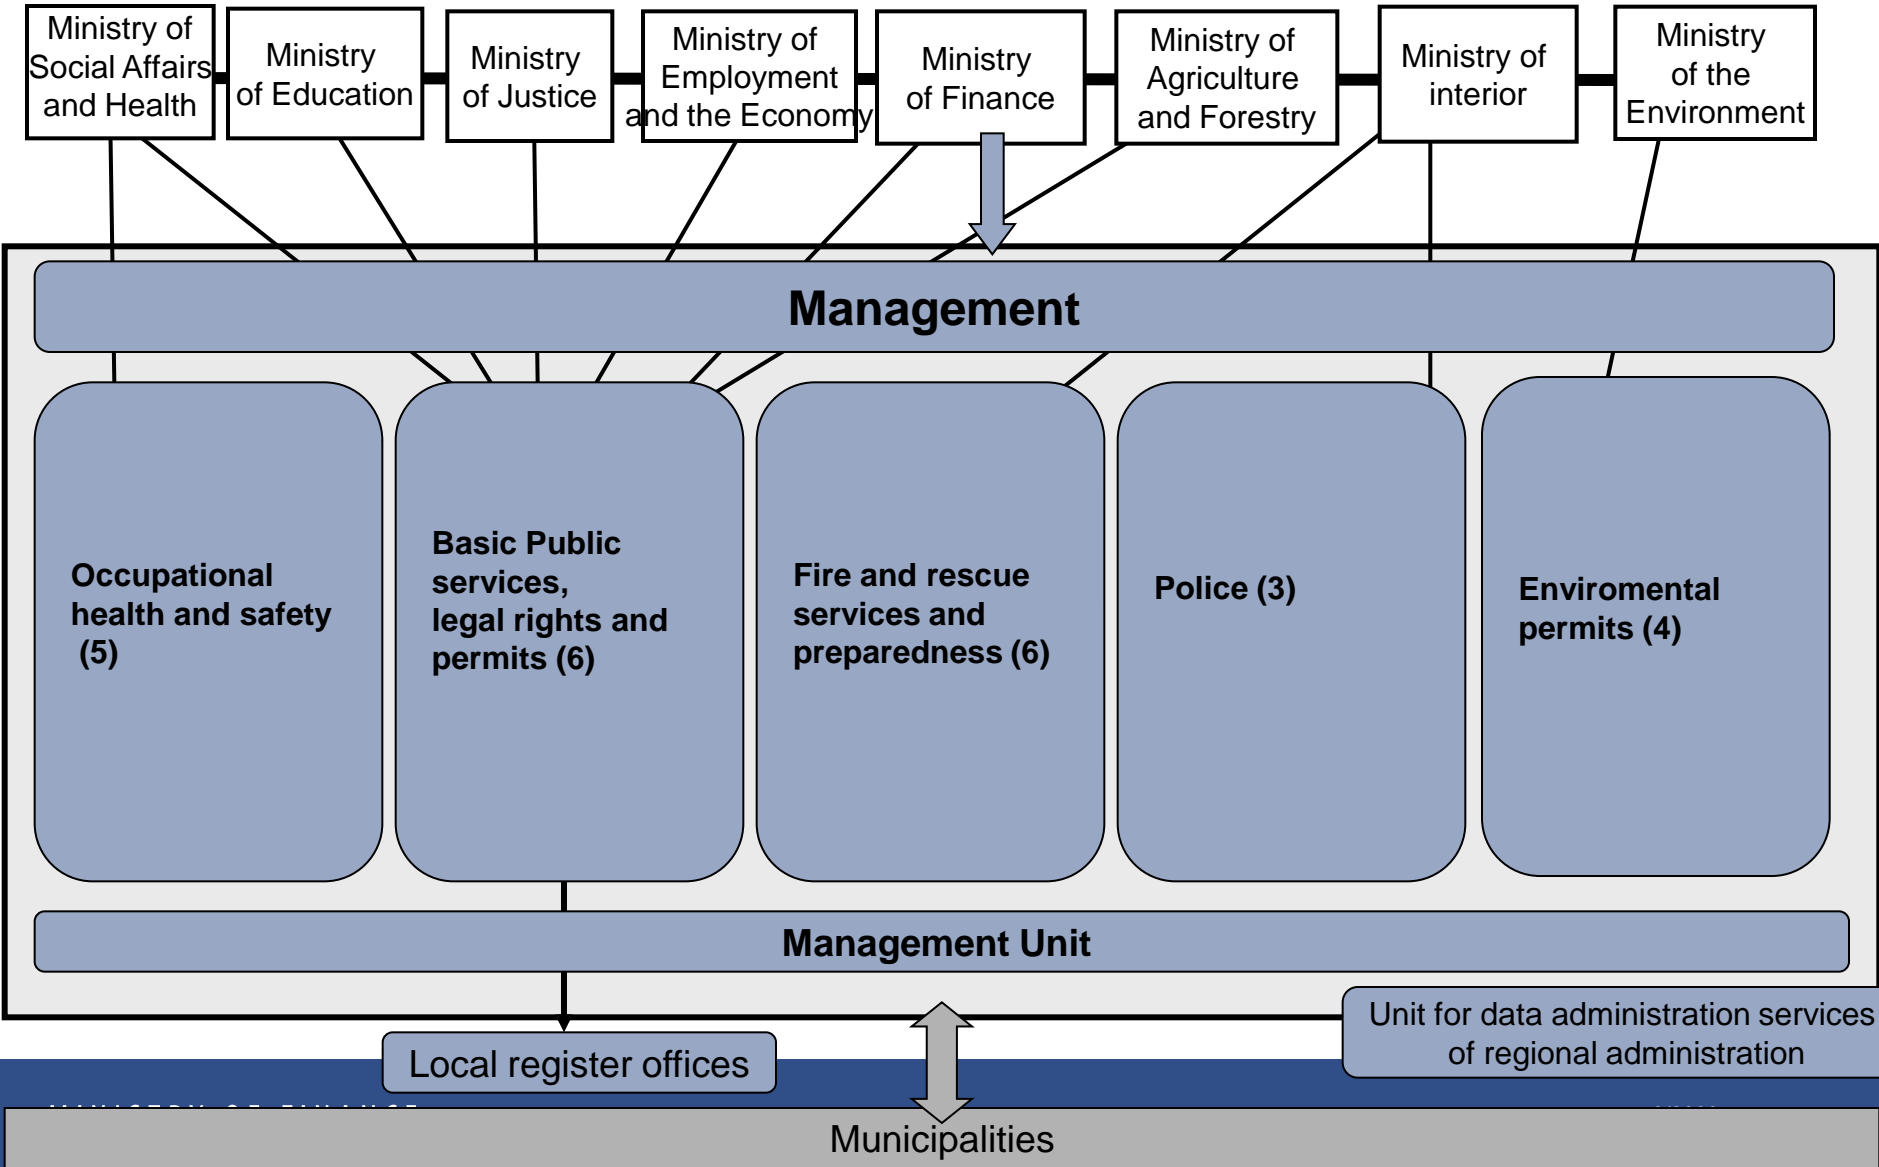 Ministry of
Social Affairs
and Health
Ministry
of Education
Ministry
of Justice
Ministry of
Employment
and the Economy
Ministry
of Finance
Ministry of
Agriculture
and Forestry
Ministry of
interior
Ministry
of the
Environment
Management
Occupational
health and safety
(5)
Basic Public
services,
legal rights and
permits (6)
Fire and rescue
services and
preparedness (6)
Police (3)
Enviromental
permits (4)
Management Unit
Unit for data administration services
of regional administration
Local register offices
Municipalities